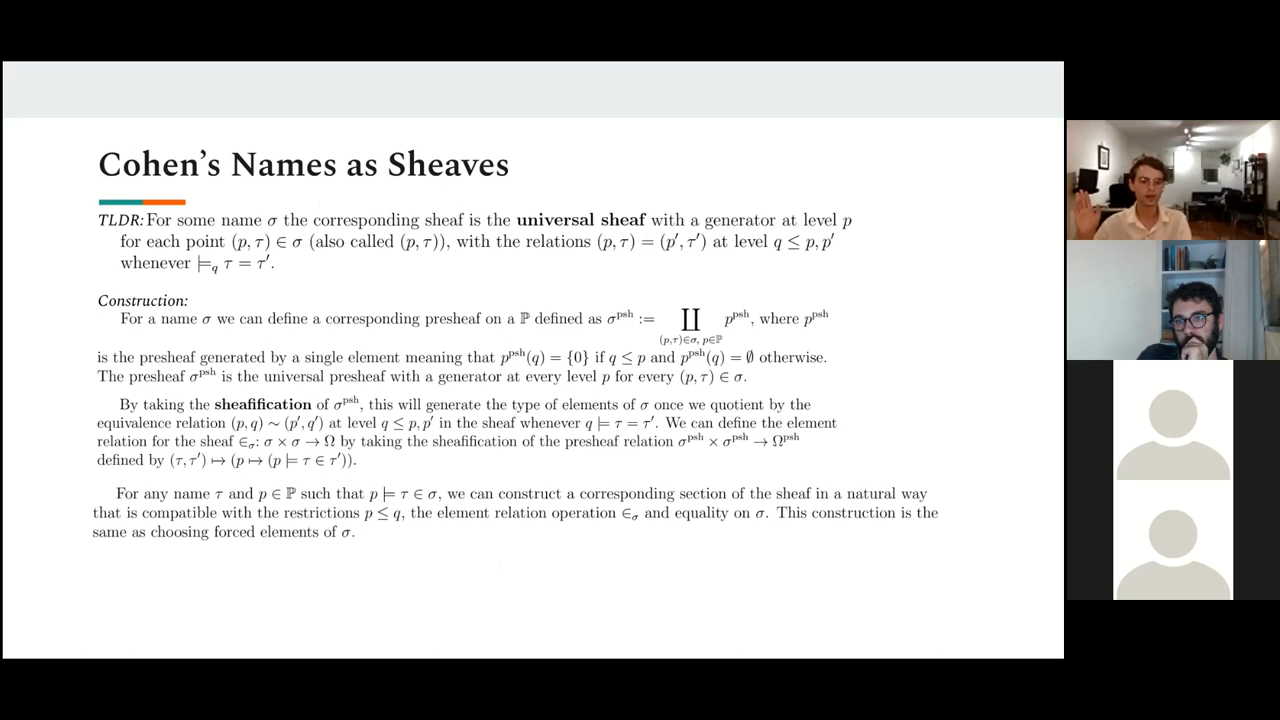 Cohen's Names as Sheaves
TLDR: For some name σ the corresponding sheaf is the universal sheaf with a generator at level p
for each point (p, τ) ∈ σ (also called (p, τ)), with the relations (p, τ) = (p′, τ′) at level q ≤ p, p′
whenever ⊨_q τ = τ′.
Construction:
For a name σ we can define a corresponding presheaf on a ℙ defined as σ^psh := ∐_{(p,τ)∈σ, p∈ℙ} p^psh, where p^psh
is the presheaf generated by a single element meaning that p^psh(q) = {0} if q ≤ p and p^psh(q) = ∅ otherwise.
The presheaf σ^psh is the universal presheaf with a generator at every level p for every (p, τ) ∈ σ.
By taking the sheafification of σ^psh, this will generate the type of elements of σ once we quotient by the
equivalence relation (p, q) ∼ (p′, q′) at level q ≤ p, p′ in the sheaf whenever q ⊨ τ = τ′. We can define the element
relation for the sheaf ∈_σ: σ × σ → Ω by taking the sheafification of the presheaf relation σ^psh × σ^psh → Ω^psh
defined by (τ, τ′) ↦ (p ↦ (p ⊨ τ ∈ τ′)).
For any name τ and p ∈ ℙ such that p ⊨ τ ∈ σ, we can construct a corresponding section of the sheaf in a natural way
that is compatible with the restrictions p ≤ q, the element relation operation ∈_σ and equality on σ. This construction is the
same as choosing forced elements of σ.